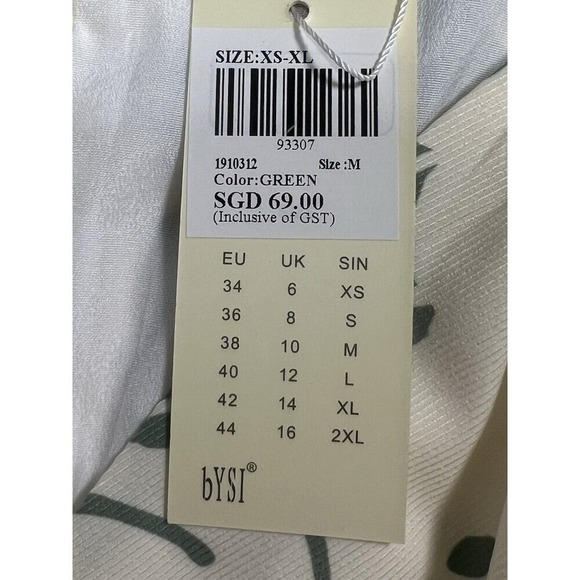 SIZE:XS-XL
93307
1910312 Size :M
Color:GREEN
SGD 69.00
(Inclusive of GST)
EU UK SIN
34 6 XS
36 8 S
38 10 M
40 12 L
42 14 XL
44 16 2XL
bYSI®